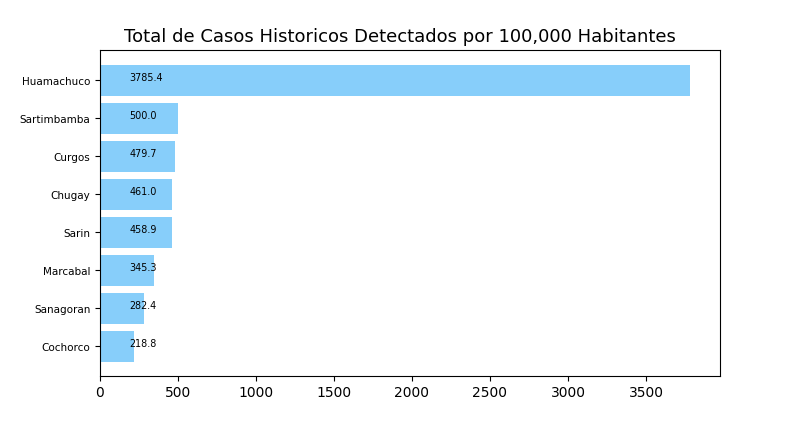 Total de Casos Historicos Detectados por 100,000 Habitantes
Huamachuco 3785.4
Sartimbamba 500.0
Curgos 479.7
Chugay 461.0
Sarin 458.9
Marcabal 345.3
Sanagoran 282.4
Cochorco 218.8
0 500 1000 1500 2000 2500 3000 3500